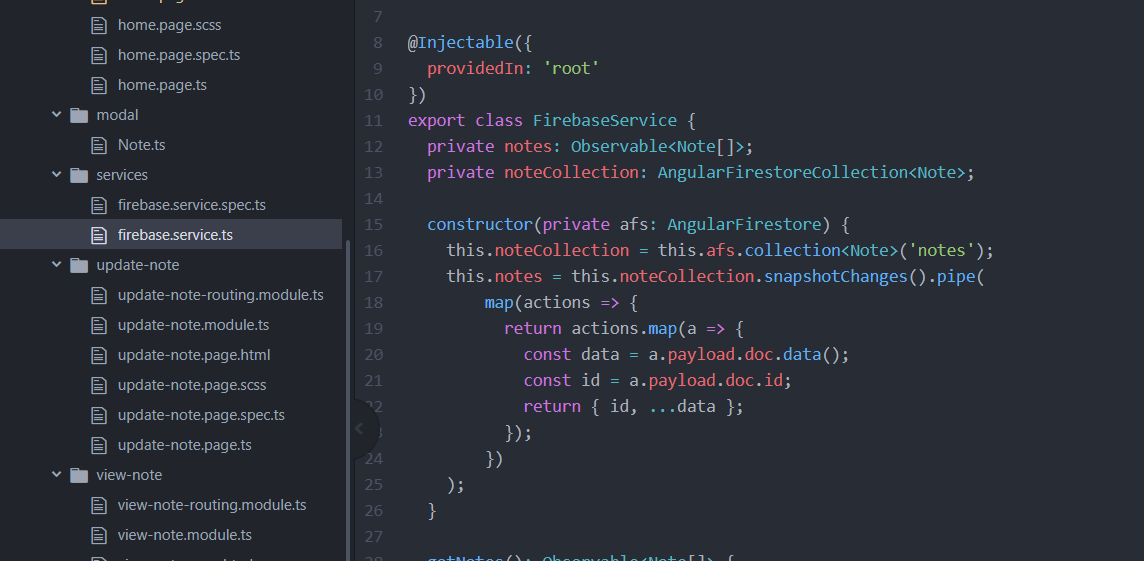 home.page.scss
home.page.spec.ts
home.page.ts
modal
Note.ts
services
firebase.service.spec.ts
firebase.service.ts
update-note
update-note-routing.module.ts
update-note.module.ts
update-note.page.html
update-note.page.scss
update-note.page.spec.ts
update-note.page.ts
view-note
view-note-routing.module.ts
view-note.module.ts
7
8 @Injectable({
9   providedIn: 'root'
10 })
11 export class FirebaseService {
12   private notes: Observable<Note[]>;
13   private noteCollection: AngularFirestoreCollection<Note>;
14
15   constructor(private afs: AngularFirestore) {
16     this.noteCollection = this.afs.collection<Note>('notes');
17     this.notes = this.noteCollection.snapshotChanges().pipe(
18         map(actions => {
19           return actions.map(a => {
20             const data = a.payload.doc.data();
21             const id = a.payload.doc.id;
22             return { id, ...data };
});
24         })
25     );
26   }
27
getNotes(): Observable<Note[]> {